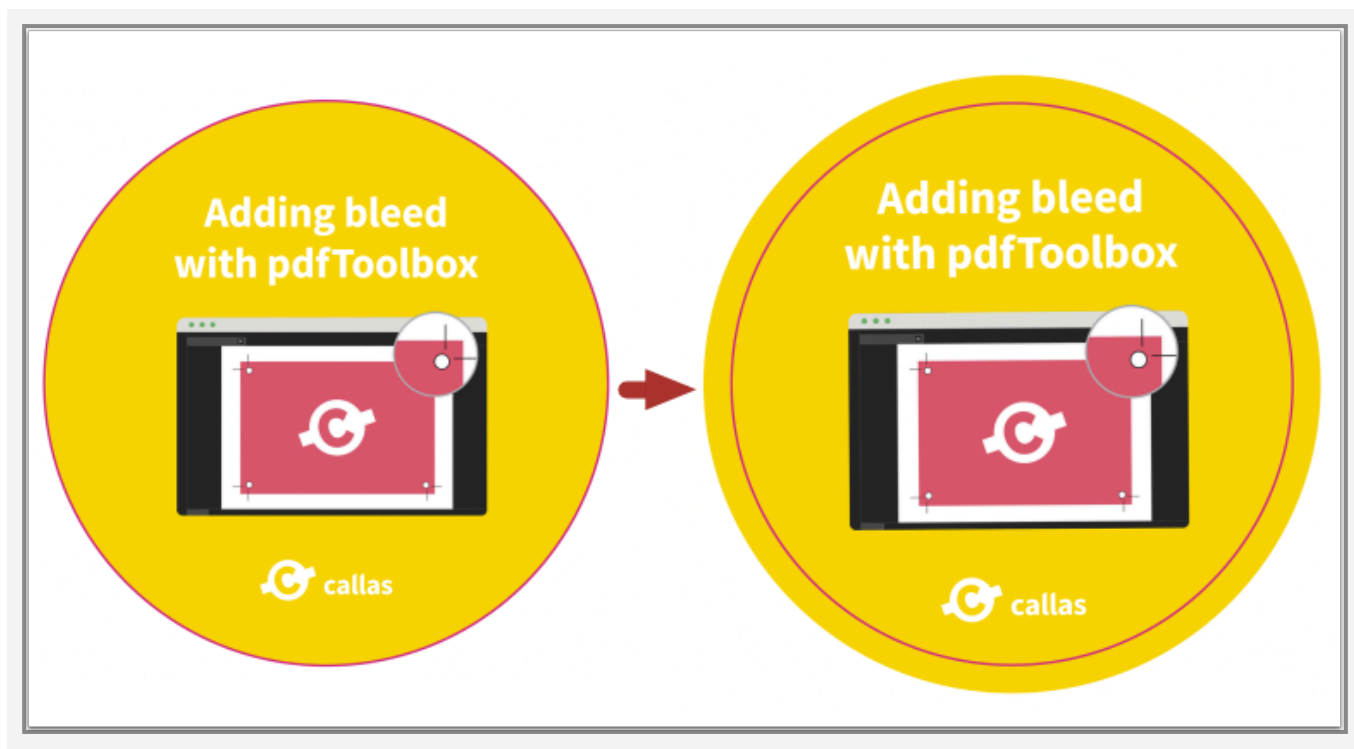 Adding bleed
with pdfToolbox
callas
Adding bleed
with pdfToolbox
callas